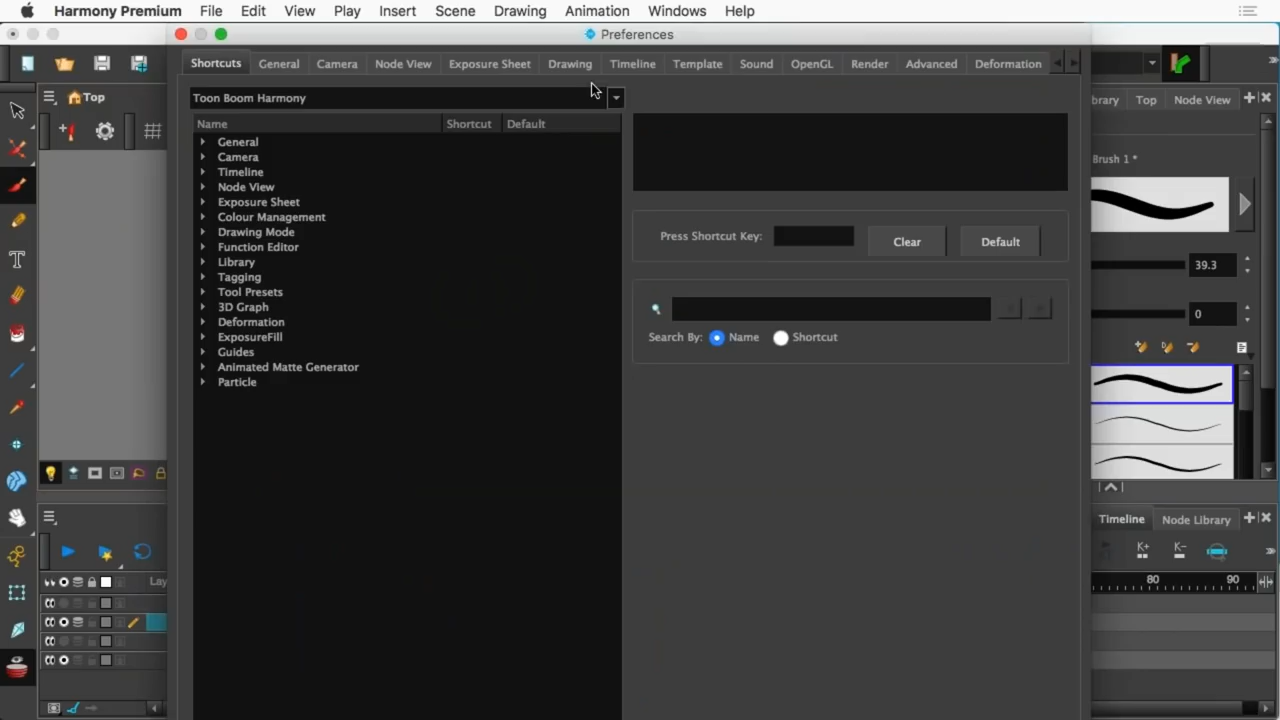 Harmony Premium File Edit View Play Insert Scene Drawing Animation Windows Help
Preferences
Shortcuts General Camera Node View Exposure Sheet Drawing Timeline Template Sound OpenGL Render Advanced Deformation
Top
brary Top Node View
Toon Boom Harmony
Name Shortcut Default
General
Camera
Timeline
Node View
Exposure Sheet
Colour Management
Drawing Mode
Function Editor
Library
Tagging
Tool Presets
3D Graph
Deformation
ExposureFill
Guides
Animated Matte Generator
Particle
Press Shortcut Key: Clear Default
Search By: Name Shortcut
Brush 1 *
39.3
0
Timeline Node Library
K+ K-
80 90
Lay